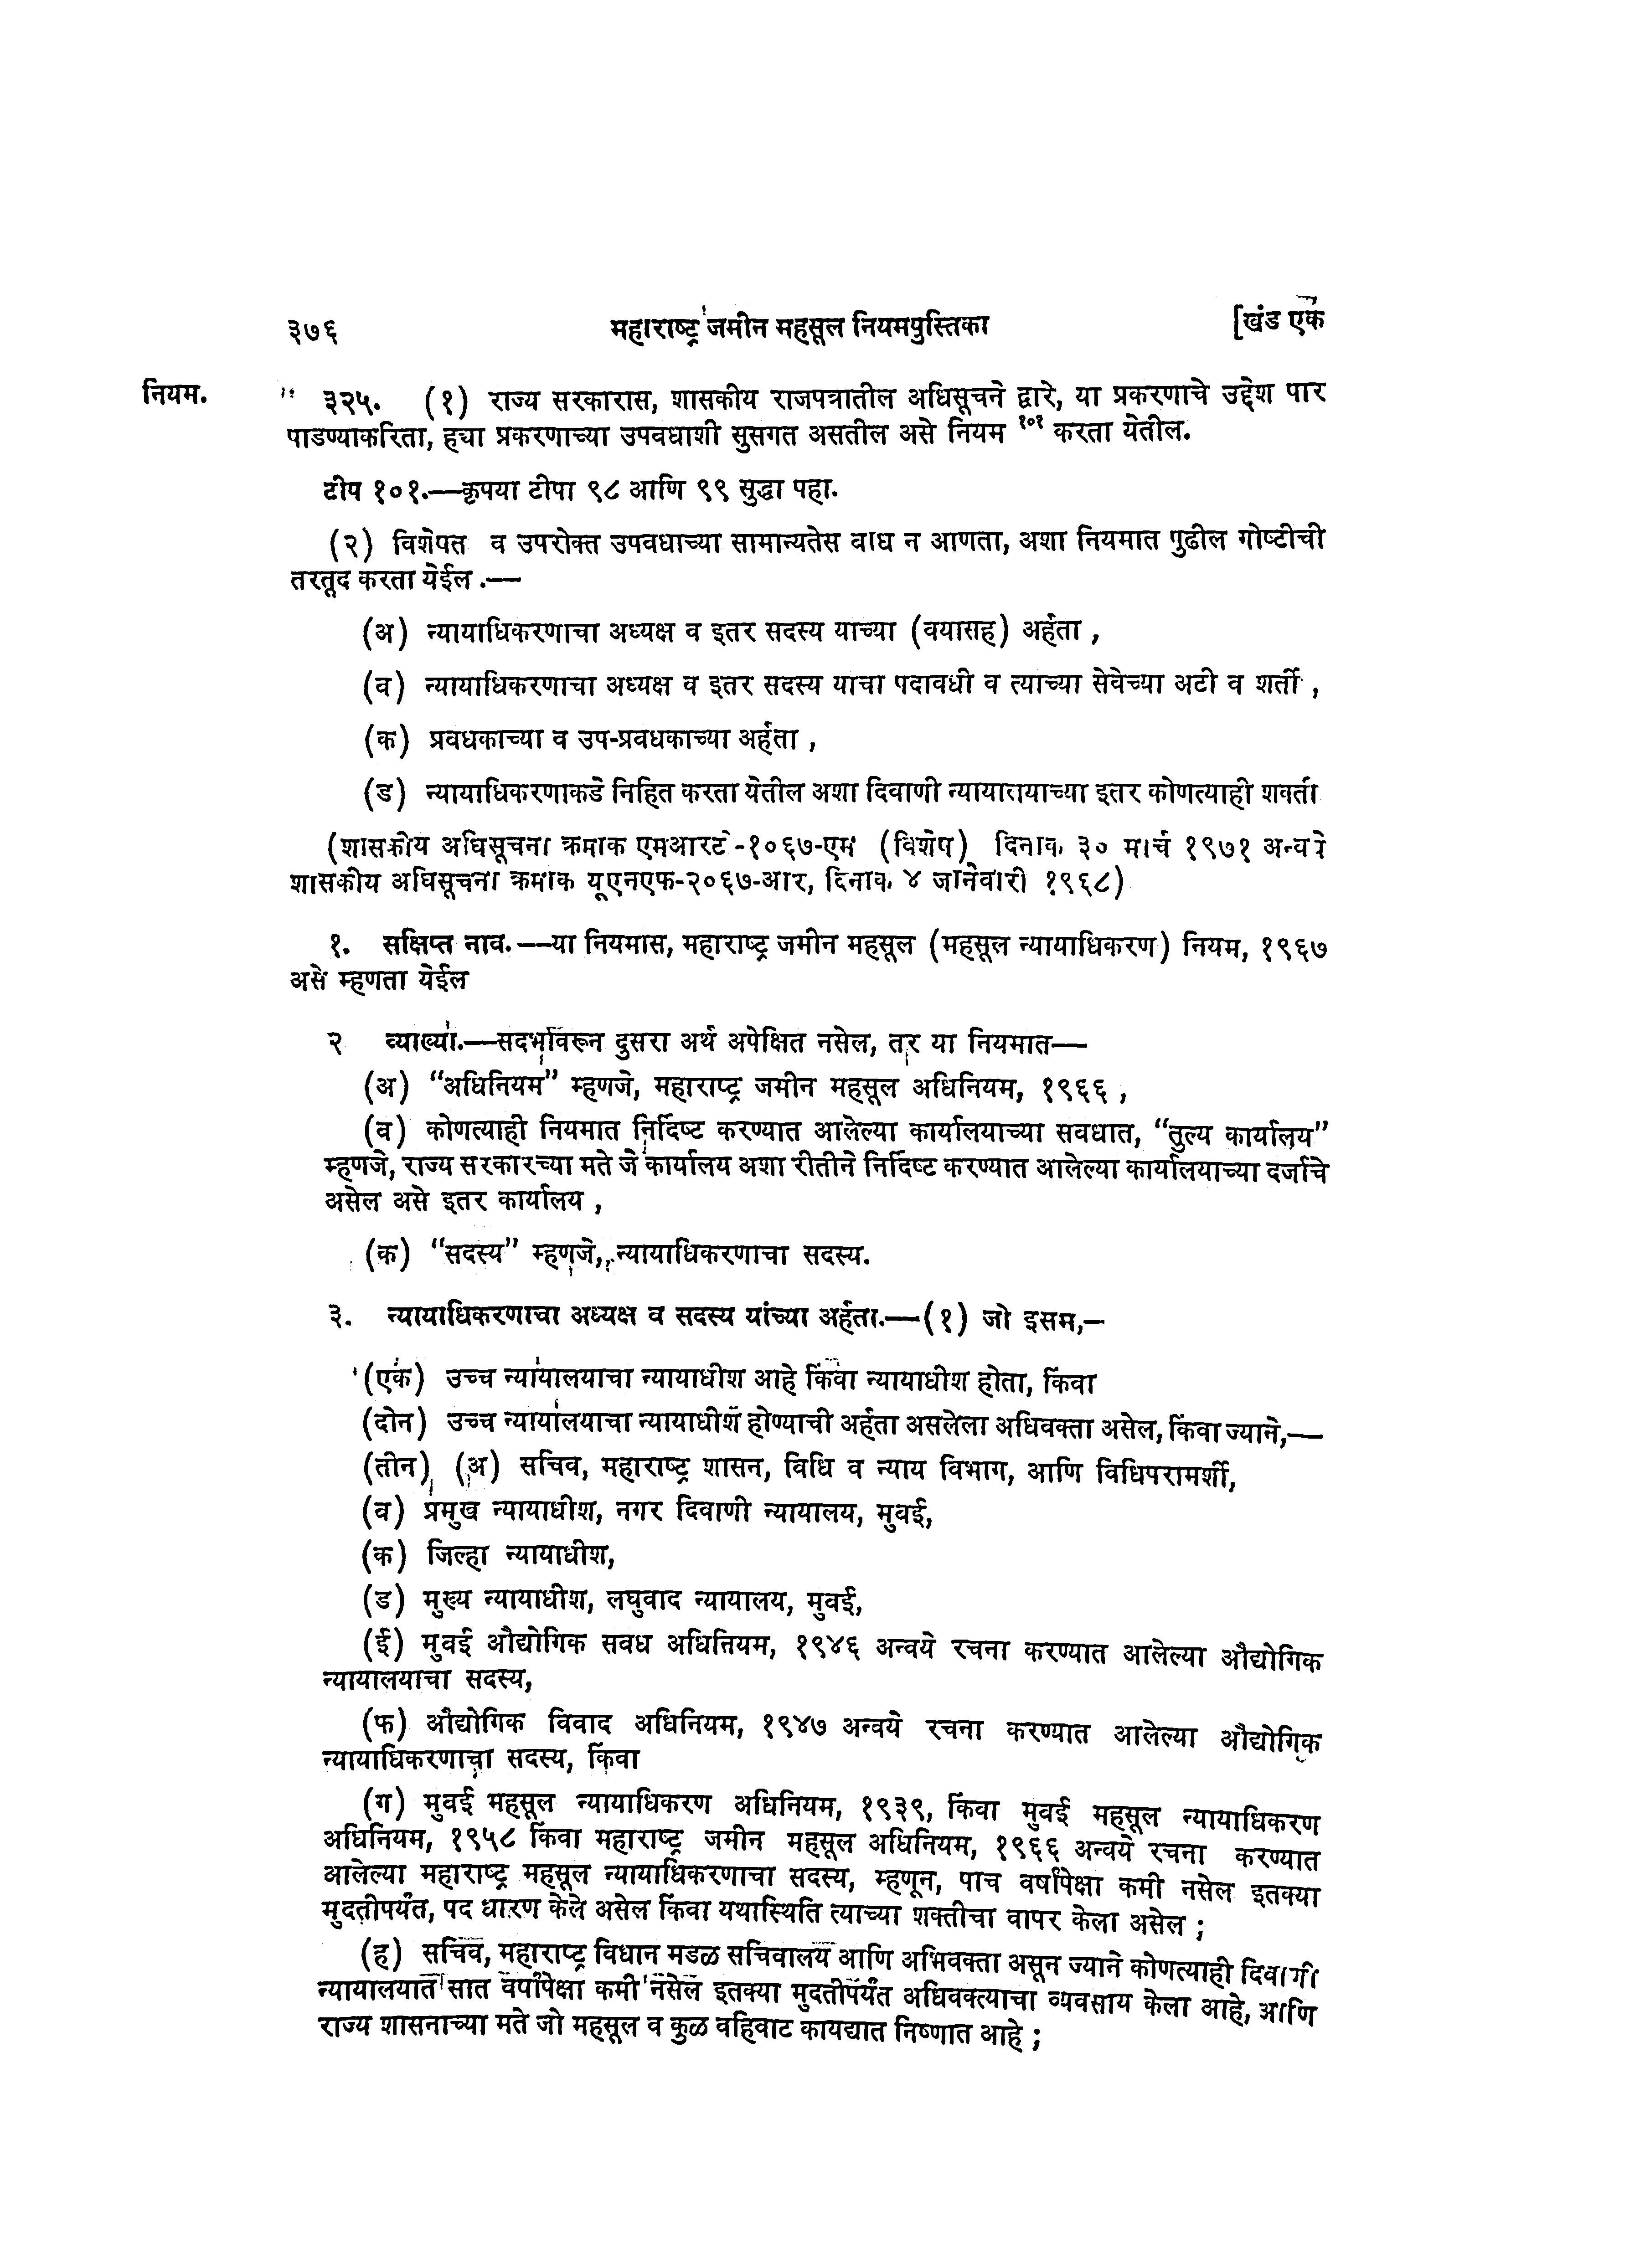 ३७६ महाराष्ट्र जमीन महसूल नियमपुस्तिका [खंड एक
नियम. ३२५. (१) राज्य सरकारास, शासकीय राजपत्रातील अधिसूचने द्वारे, या प्रकरणाचे उद्देश पार
पाडण्याकरिता, ह्या प्रकरणाच्या उपवधाशी सुसगत असतील असे नियम १०१ करता येतील.
टीप १०१.—कृपया टीपा ९८ आणि ९९ सुद्धा पहा.
(२) विशेषत व उपरोक्त उपवधाच्या सामान्यतेस वाध न आणता, अशा नियमात पुढील गोष्टीची
तरतूद करता येईल .—
(अ) न्यायाधिकरणाचा अध्यक्ष व इतर सदस्य याच्या (वयासह) अर्हता ,
(व) न्यायाधिकरणाचा अध्यक्ष व इतर सदस्य याचा पदावधी व त्याच्या सेवेच्या अटी व शर्ती ,
(क) प्रवधकाच्या व उप-प्रवधकाच्या अर्हता ,
(ड) न्यायाधिकरणाकडे निहित करता येतील अशा दिवाणी न्यायालयाच्या इतर कोणत्याही शक्ती
(शासकीय अधिसूचना क्रमाक एमआरटी-१०६७-एम (विशेष) दिनाक ३० मार्च १९७१ अन्वये
शासकीय अधिसूचना क्रमाक यूएनएफ-२०६७-आर, दिनाक ४ जानेवारी १९६८)
१. सक्षिप्त नाव.—या नियमास, महाराष्ट्र जमीन महसूल (महसूल न्यायाधिकरण) नियम, १९६७
असे म्हणता येईल
२ व्याख्या.—सदर्भावरून दुसरा अर्थ अपेक्षित नसेल, तर या नियमात—
(अ) “अधिनियम” म्हणजे, महाराष्ट्र जमीन महसूल अधिनियम, १९६६ ,
(व) कोणत्याही नियमात निर्दिष्ट करण्यात आलेल्या कार्यालयाच्या सवधात, “तुल्य कार्यालय”
म्हणजे, राज्य सरकारच्या मते जे कार्यालय अशा रीतीने निर्दिष्ट करण्यात आलेल्या कार्यालयाच्या दर्जाचे
असेल असे इतर कार्यालय ,
(क) “सदस्य” म्हणजे, न्यायाधिकरणाचा सदस्य.
३. न्यायाधिकरणाचा अध्यक्ष व सदस्य यांच्या अर्हता.—(१) जो इसम,—
(एक) उच्च न्यायालयाचा न्यायाधीश आहे किंवा न्यायाधीश होता, किंवा
(दोन) उच्च न्यायालयाचा न्यायाधीश होण्याची अर्हता असलेला अधिवक्ता असेल, किंवा ज्याने,—
(तीन) (अ) सचिव, महाराष्ट्र शासन, विधि व न्याय विभाग, आणि विधिपरामर्शी,
(व) प्रमुख न्यायाधीश, नगर दिवाणी न्यायालय, मुवई,
(क) जिल्हा न्यायाधीश,
(ड) मुख्य न्यायाधीश, लघुवाद न्यायालय, मुवई,
(ई) मुवई औद्योगिक सवध अधिनियम, १९४६ अन्वये रचना करण्यात आलेल्या औद्योगिक
न्यायालयाचा सदस्य,
(फ) औद्योगिक विवाद अधिनियम, १९४७ अन्वये रचना करण्यात आलेल्या औद्योगिक
न्यायाधिकरणाचा सदस्य, किंवा
(ग) मुवई महसूल न्यायाधिकरण अधिनियम, १९३९, किंवा मुवई महसूल न्यायाधिकरण
अधिनियम, १९५८ किंवा महाराष्ट्र जमीन महसूल अधिनियम, १९६६ अन्वये रचना करण्यात
आलेल्या महाराष्ट्र महसूल न्यायाधिकरणाचा सदस्य, म्हणून, पाच वर्षापेक्षा कमी नसेल इतक्या
मुदतीपर्यंत, पद धारण केले असेल किंवा यथास्थिति त्याच्या शक्तीचा वापर केला असेल ;
(ह) सचिव, महाराष्ट्र विधान मडळ सचिवालय आणि अभिवक्ता असून ज्याने कोणत्याही दिवाणी
न्यायालयात सात वर्षापेक्षा कमी नसेल इतक्या मुदतीपर्यंत अधिवक्त्याचा व्यवसाय केला आहे, आणि
राज्य शासनाच्या मते जो महसूल व कुळ वहिवाट कायद्यात निष्णात आहे ;